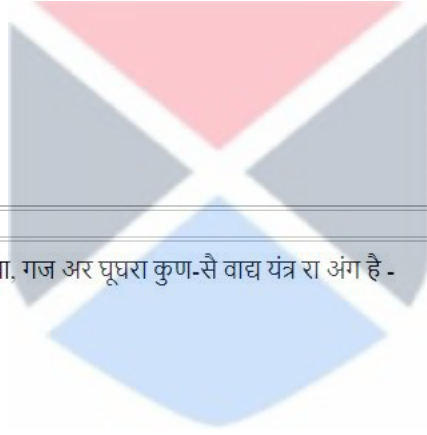 गज अर घूघरा कुण-सै वाद्य यंत्र रा अंग है -